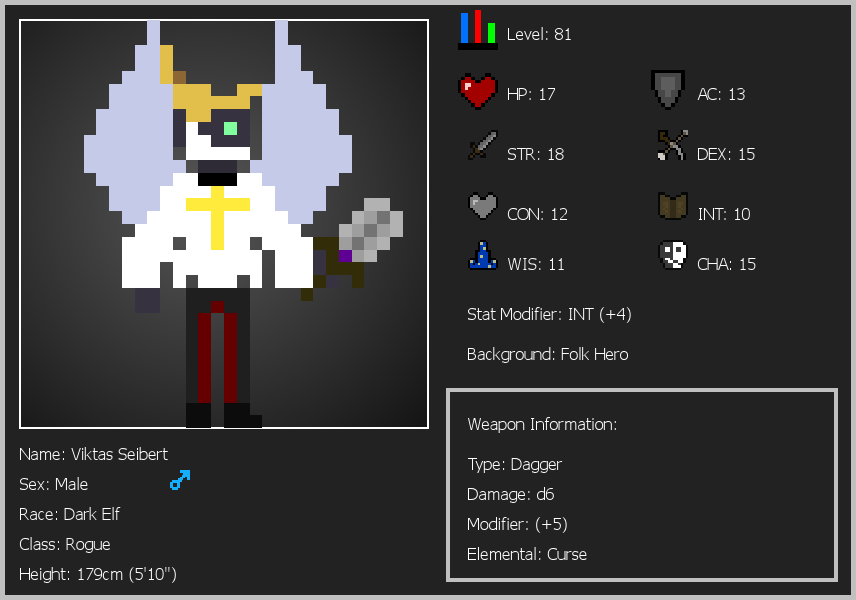 Level: 81
HP: 17
AC: 13
STR: 18
DEX: 15
CON: 12
INT: 10
WIS: 11
CHA: 15
Stat Modifier: INT (+4)
Background: Folk Hero
Weapon Information:
Type: Dagger
Damage: d6
Modifier: (+5)
Elemental: Curse
Name: Viktas Seibert
Sex: Male
Race: Dark Elf
Class: Rogue
Height: 179cm (5'10")